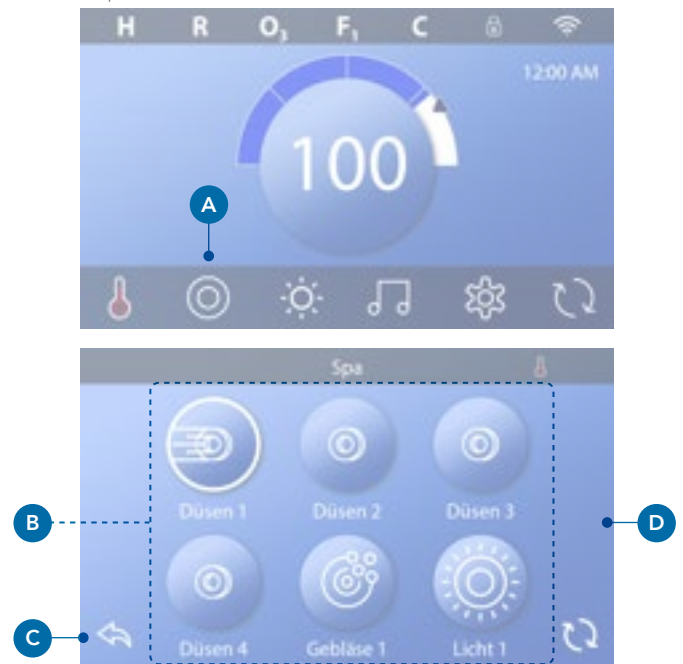 H R O₃ F₁ C
12:00 AM
100
A
Spa
Düsen 1 Düsen 2 Düsen 3
B
D
Düsen 4 Gebläse 1 Licht 1
C